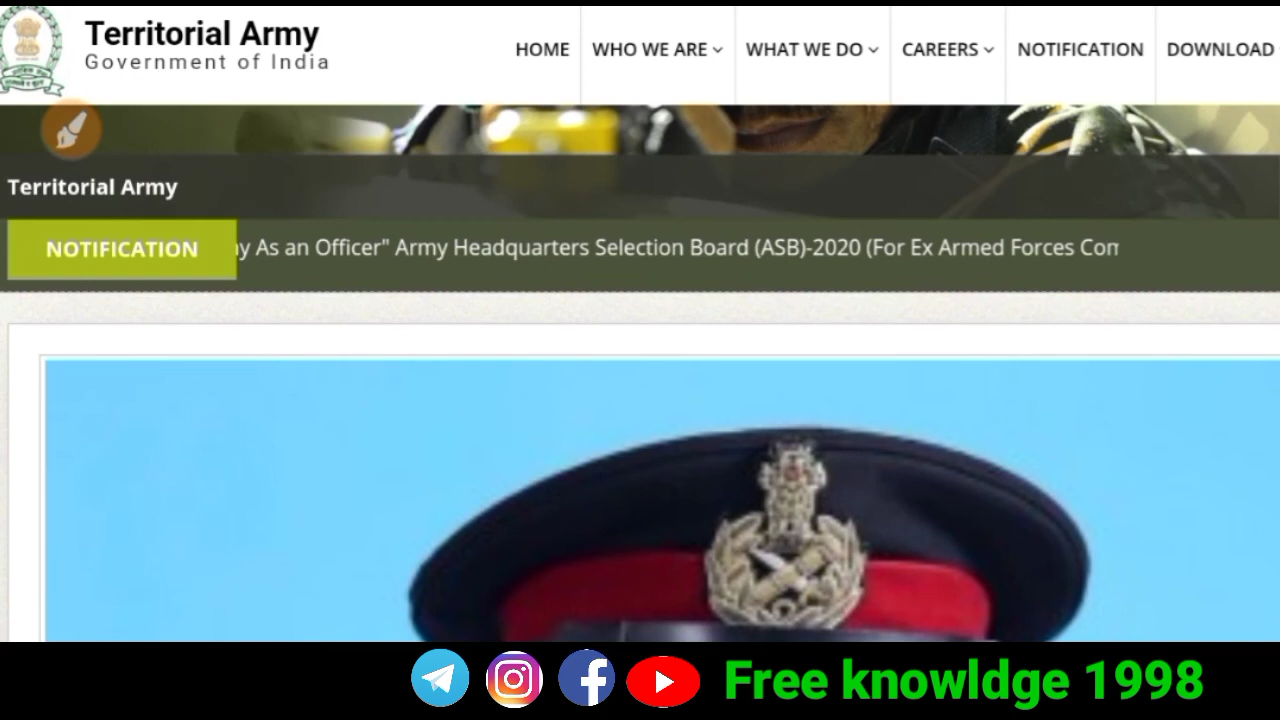 Territorial Army
Government of India
HOME WHO WE ARE WHAT WE DO CAREERS NOTIFICATION DOWNLOAD
Territorial Army
NOTIFICATION As an Officer" Army Headquarters Selection Board (ASB)-2020 (For Ex Armed Forces
Free knowldge 1998